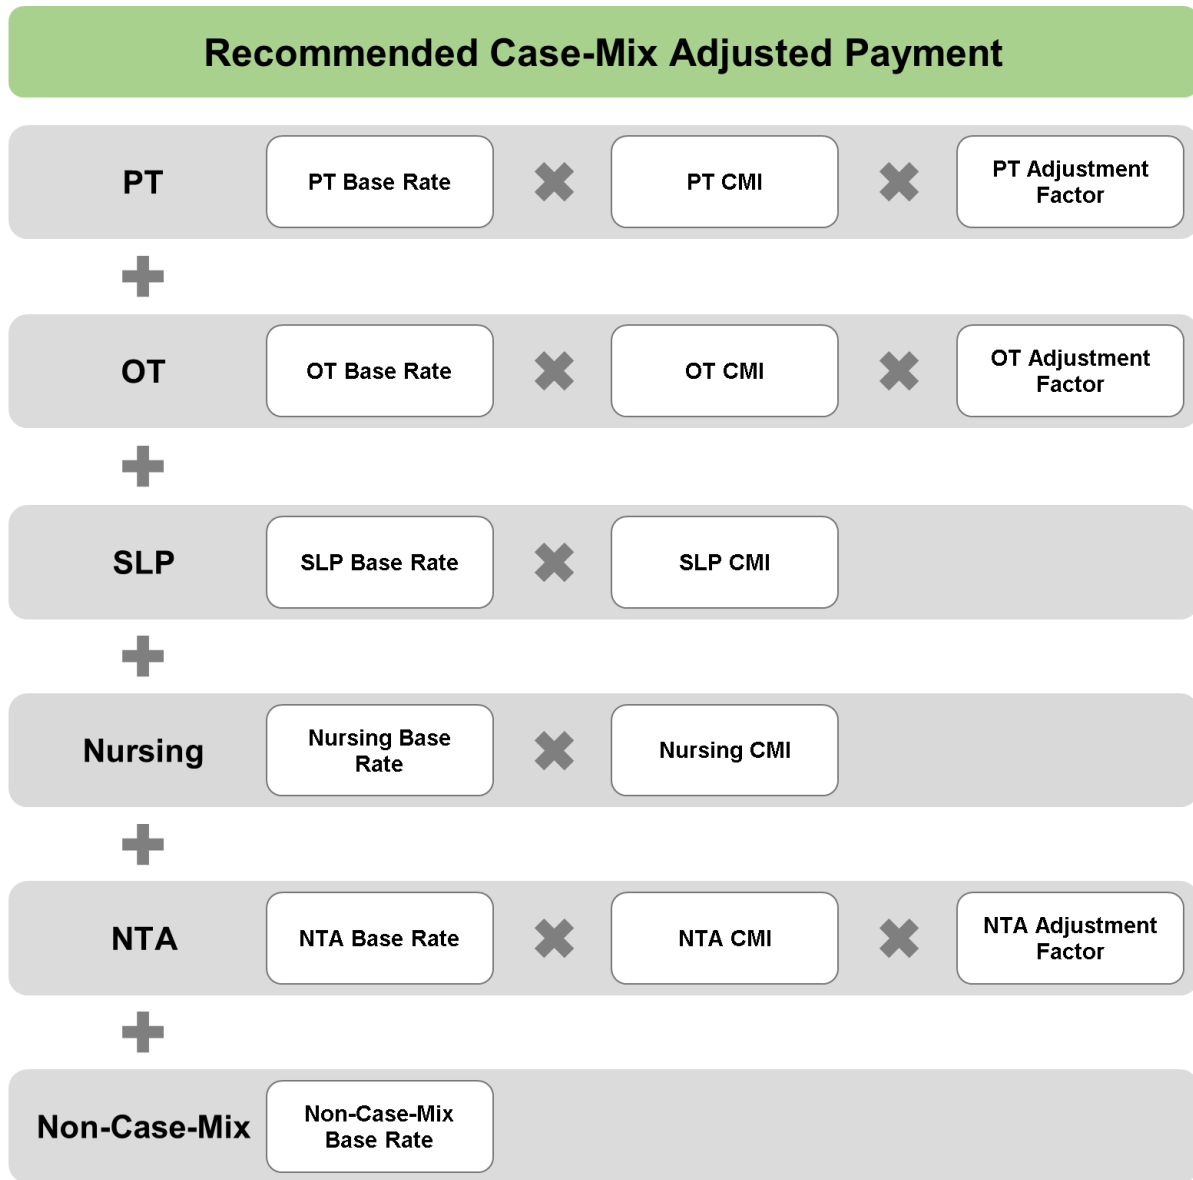 Recommended Case-Mix Adjusted Payment
PT
PT Base Rate
PT CMI
PT Adjustment
Factor
OT
OT Base Rate
OT CMI
OT Adjustment
Factor
SLP
SLP Base Rate
SLP CMI
Nursing
Nursing Base
Rate
Nursing CMI
NTA
NTA Base Rate
NTA CMI
NTA Adjustment
Factor
Non-Case-Mix
Non-Case-Mix
Base Rate